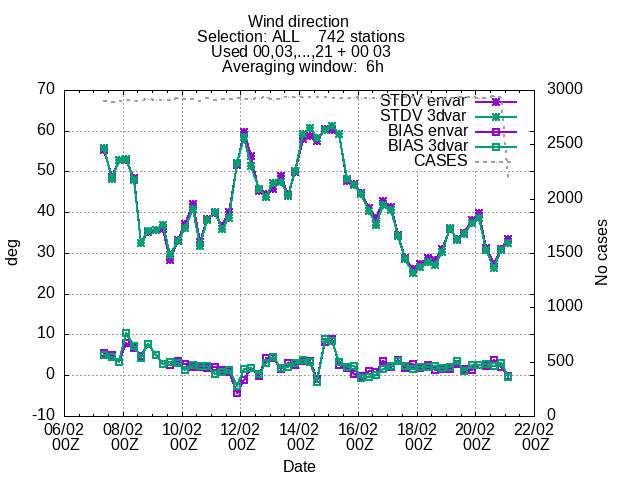 Wind direction
Selection: ALL    742 stations
Used 00,03,...,21 + 00 03
Averaging window:  6h
70 3000
60 2500
50 2000
40
30 1500
20 1000
10 500
0
-10 0
STDV envar
STDV 3dvar
BIAS envar
BIAS 3dvar
CASES
deg
No cases
06/02 08/02 10/02 12/02 14/02 16/02 18/02 20/02 22/02
00Z 00Z 00Z 00Z 00Z 00Z 00Z 00Z 00Z
Date